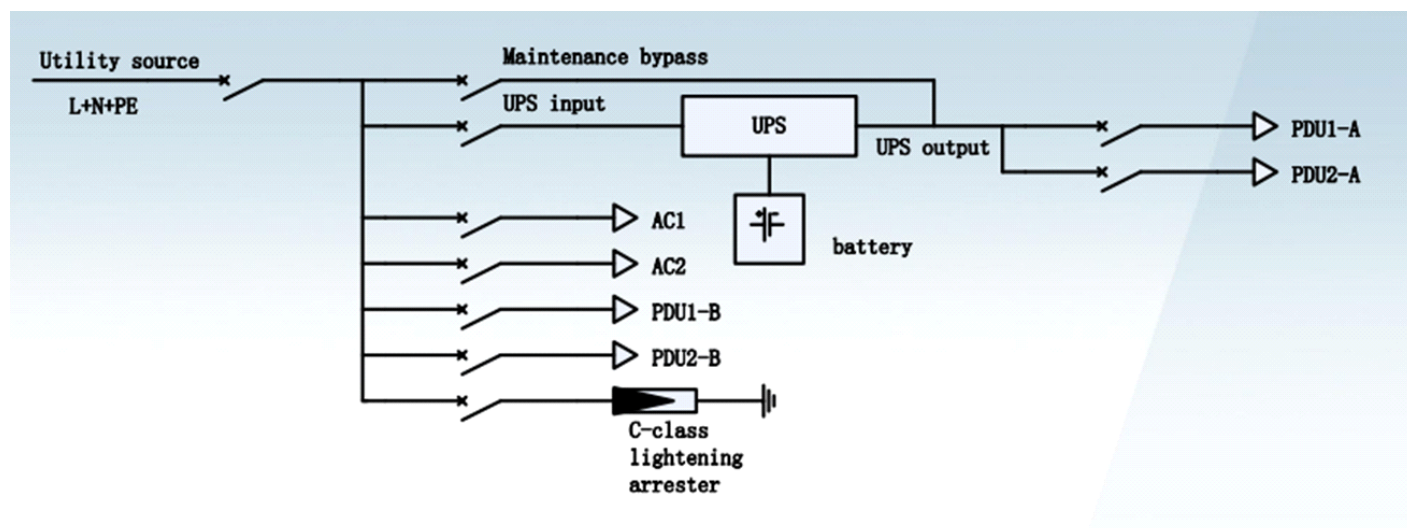 Utility source
L+N+PE
Maintenance bypass
UPS input
UPS
UPS output
PDU1-A
PDU2-A
AC1
battery
AC2
PDU1-B
PDU2-B
C-class
lightening
arrester